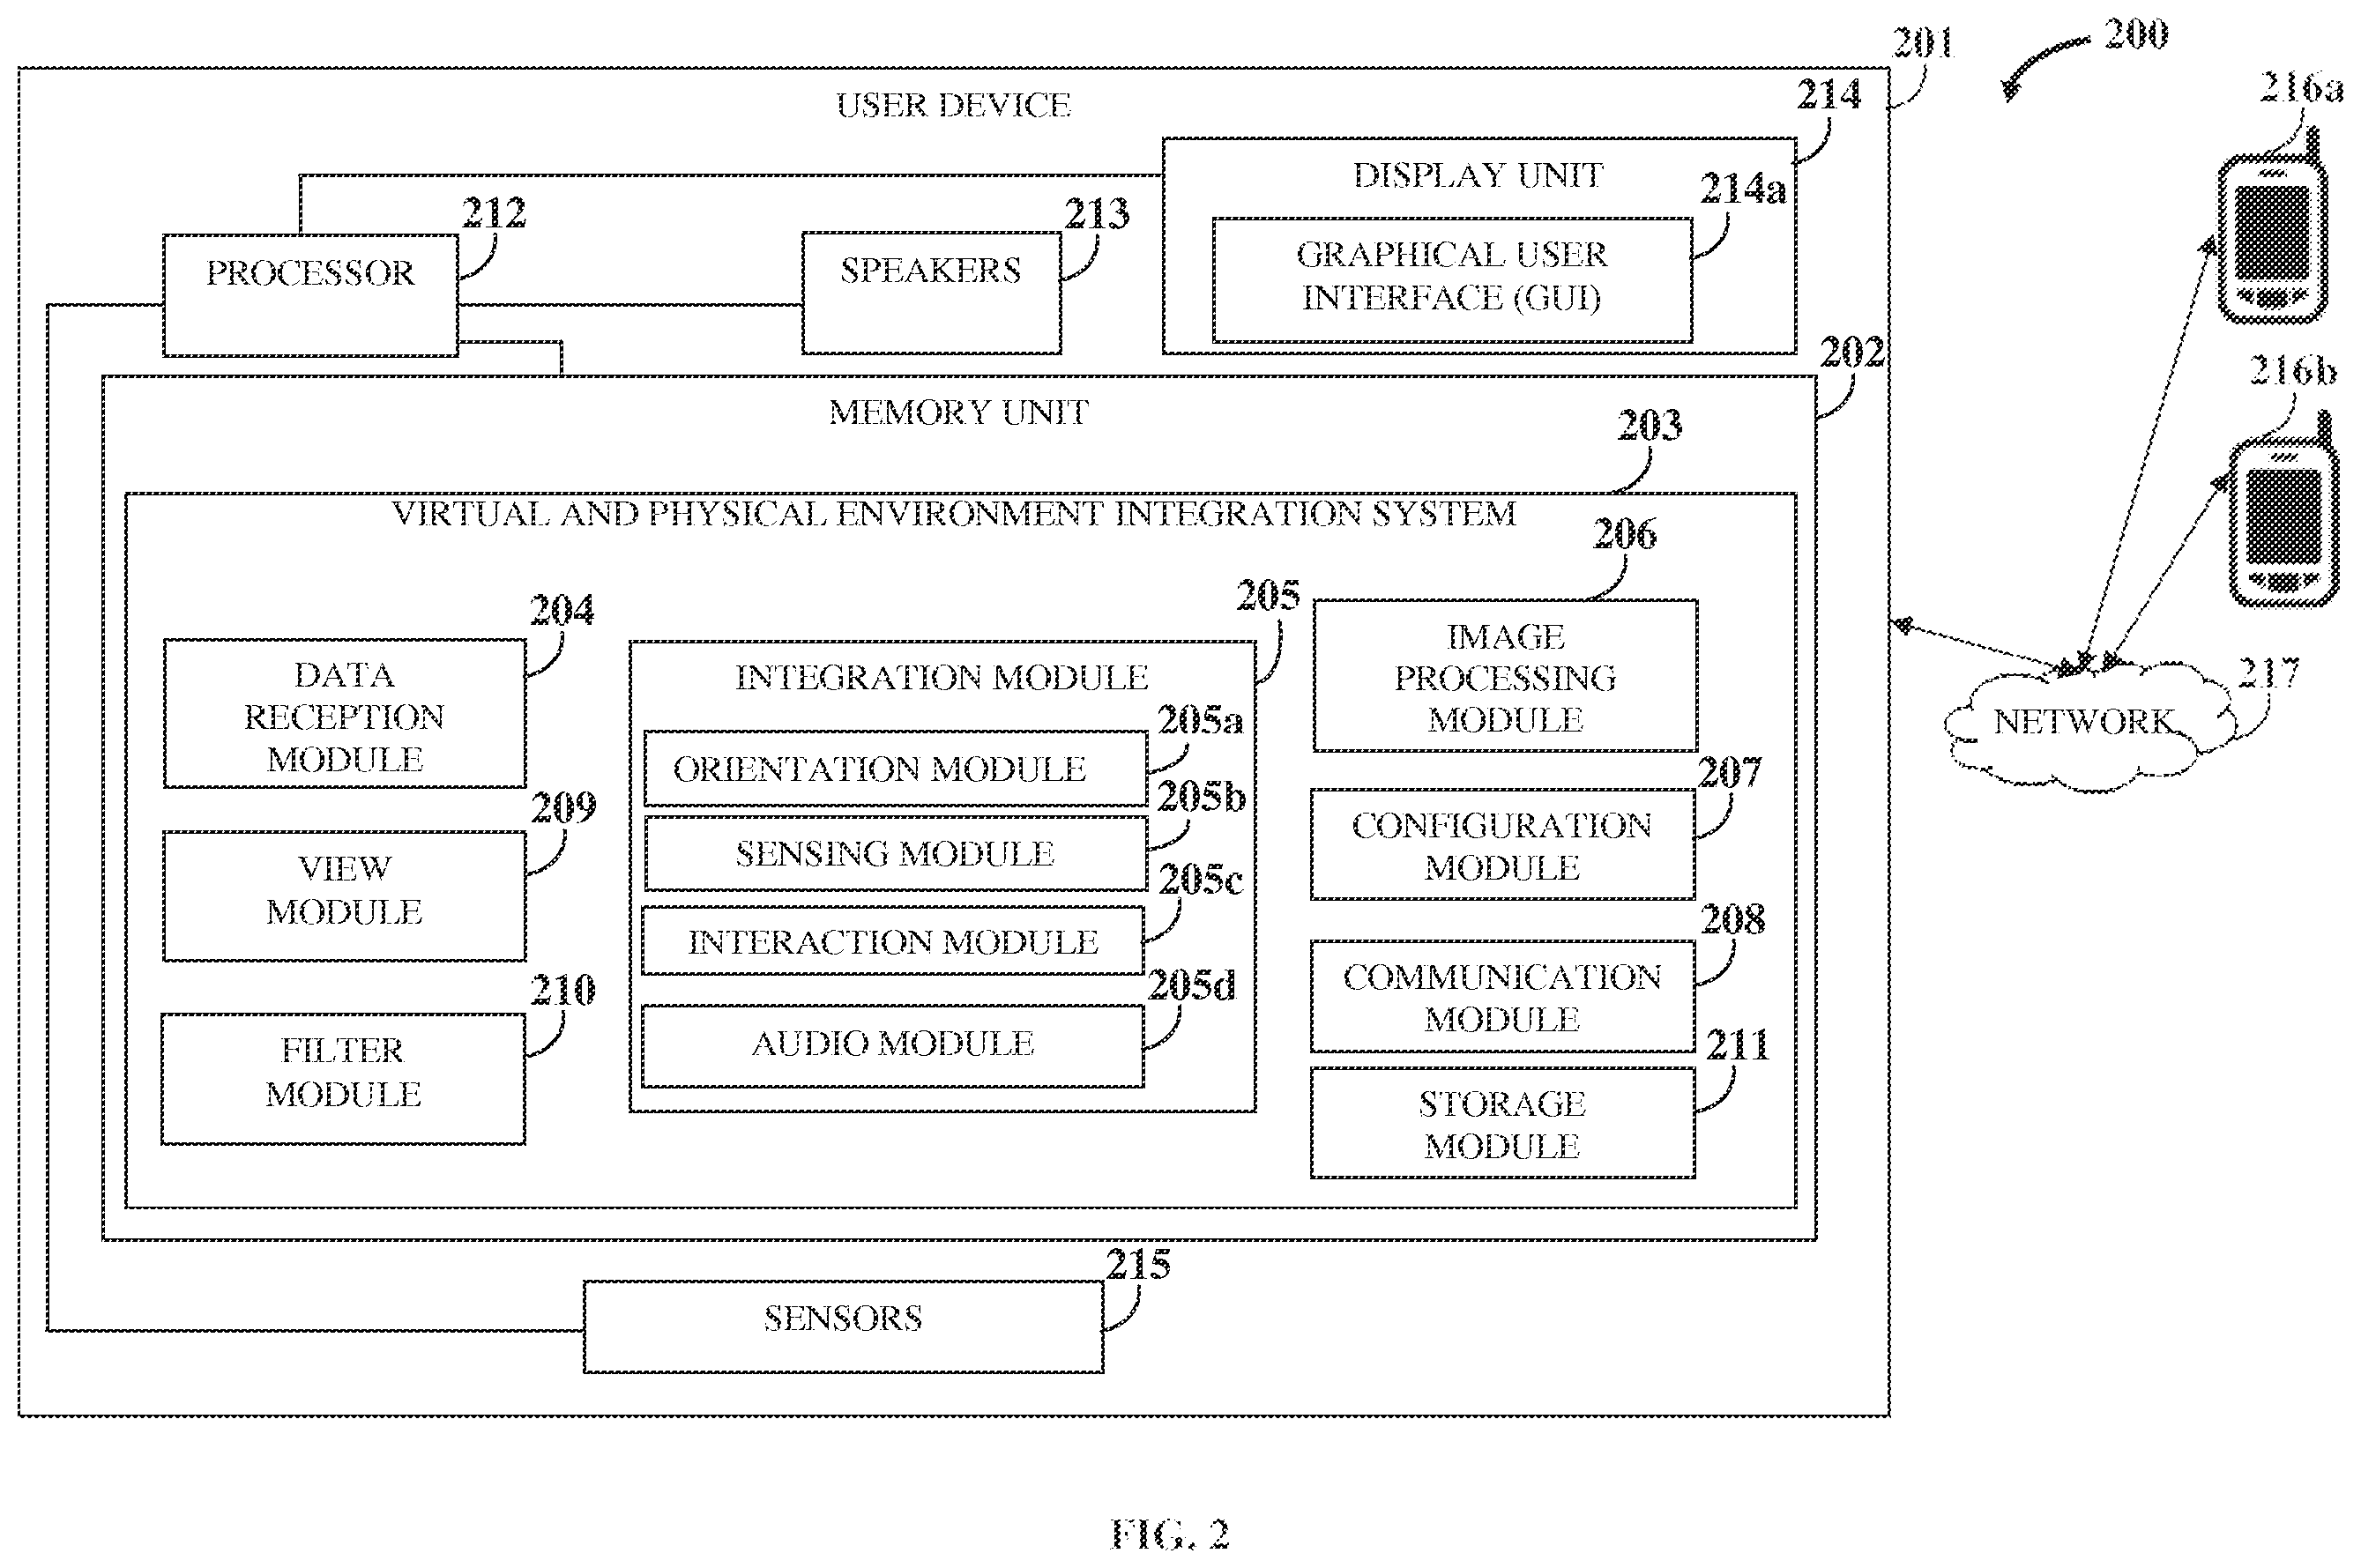 200
201
216a
USER DEVICE
214
DISPLAY UNIT
214a
212
213
PROCESSOR
SPEAKERS
GRAPHICAL USER
INTERFACE (GUI)
202
216b
MEMORY UNIT
203
VIRTUAL AND PHYSICAL ENVIRONMENT INTEGRATION SYSTEM
204
DATA
RECEPTION
MODULE
209
VIEW
MODULE
210
FILTER
MODULE
205
INTEGRATION MODULE
205a
ORIENTATION MODULE
205b
SENSING MODULE
205c
INTERACTION MODULE
205d
AUDIO MODULE
206
IMAGE
PROCESSING
MODULE
207
CONFIGURATION
MODULE
208
COMMUNICATION
MODULE
211
STORAGE
MODULE
217
NETWORK
215
SENSORS
FIG. 2